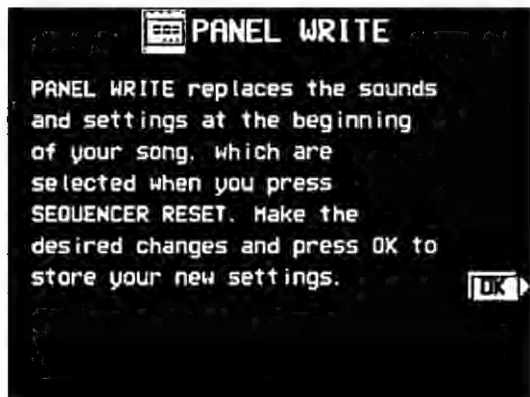 PANEL WRITE
PANEL WRITE replaces the sounds
and settings at the beginning
of your song, which are
selected when you press
SEQUENCER RESET. Make the
desired changes and press OK to
store your new settings.
OK